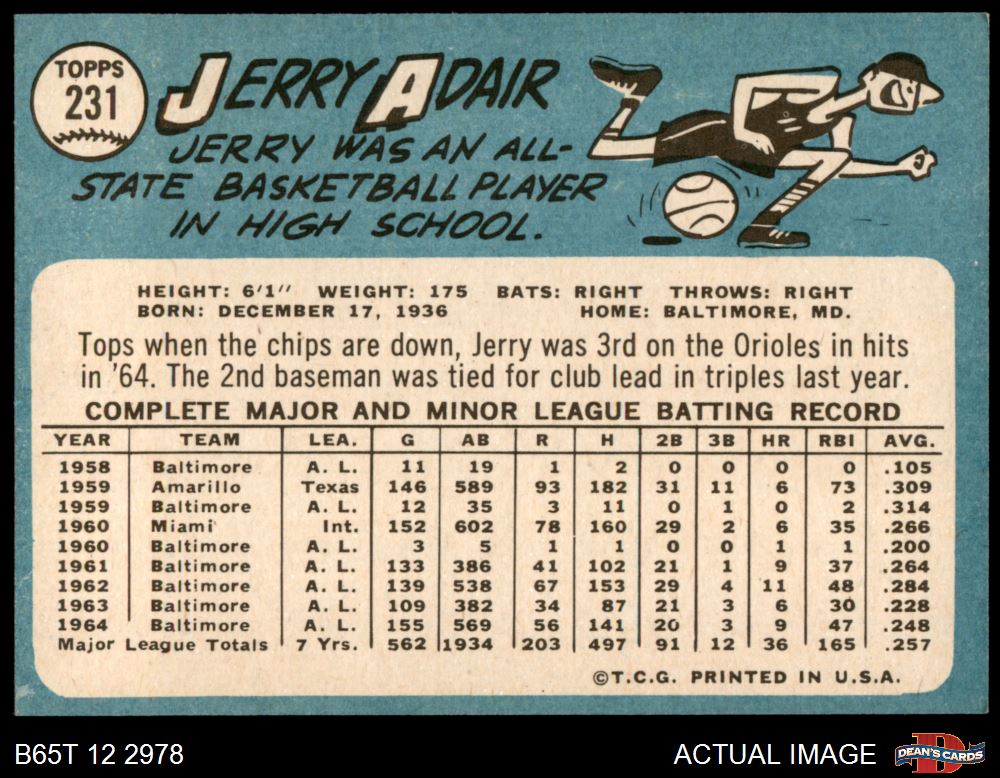 TOPPS
231
JERRY ADAIR
JERRY WAS AN ALL-
STATE BASKETBALL PLAYER
IN HIGH SCHOOL.
HEIGHT: 6'1" WEIGHT: 175 BATS: RIGHT THROWS: RIGHT
BORN: DECEMBER 17, 1936 HOME: BALTIMORE, MD.
Tops when the chips are down, Jerry was 3rd on the Orioles in hits
in '64. The 2nd baseman was tied for club lead in triples last year.
COMPLETE MAJOR AND MINOR LEAGUE BATTING RECORD
YEAR TEAM LEA. G AB R H 2B 3B HR RBI AVG.
1958 Baltimore A. L. 11 19 1 2 0 0 0 0 .105
1959 Amarillo Texas 146 589 93 182 31 11 6 73 .309
1959 Baltimore A. L. 12 35 3 11 0 1 0 2 .314
1960 Miami Int. 152 602 78 160 29 2 6 35 .266
1960 Baltimore A. L. 3 5 1 1 0 0 1 1 .200
1961 Baltimore A. L. 133 386 41 102 21 1 9 37 .264
1962 Baltimore A. L. 139 538 67 153 29 4 11 48 .284
1963 Baltimore A. L. 109 382 34 87 21 3 6 30 .228
1964 Baltimore A. L. 155 569 56 141 20 3 9 47 .248
Major League Totals 7 Yrs. 562 1934 203 497 91 12 36 165 .257
©T.C.G. PRINTED IN U.S.A.
B65T 12 2978 ACTUAL IMAGE DEAN'S CARDS